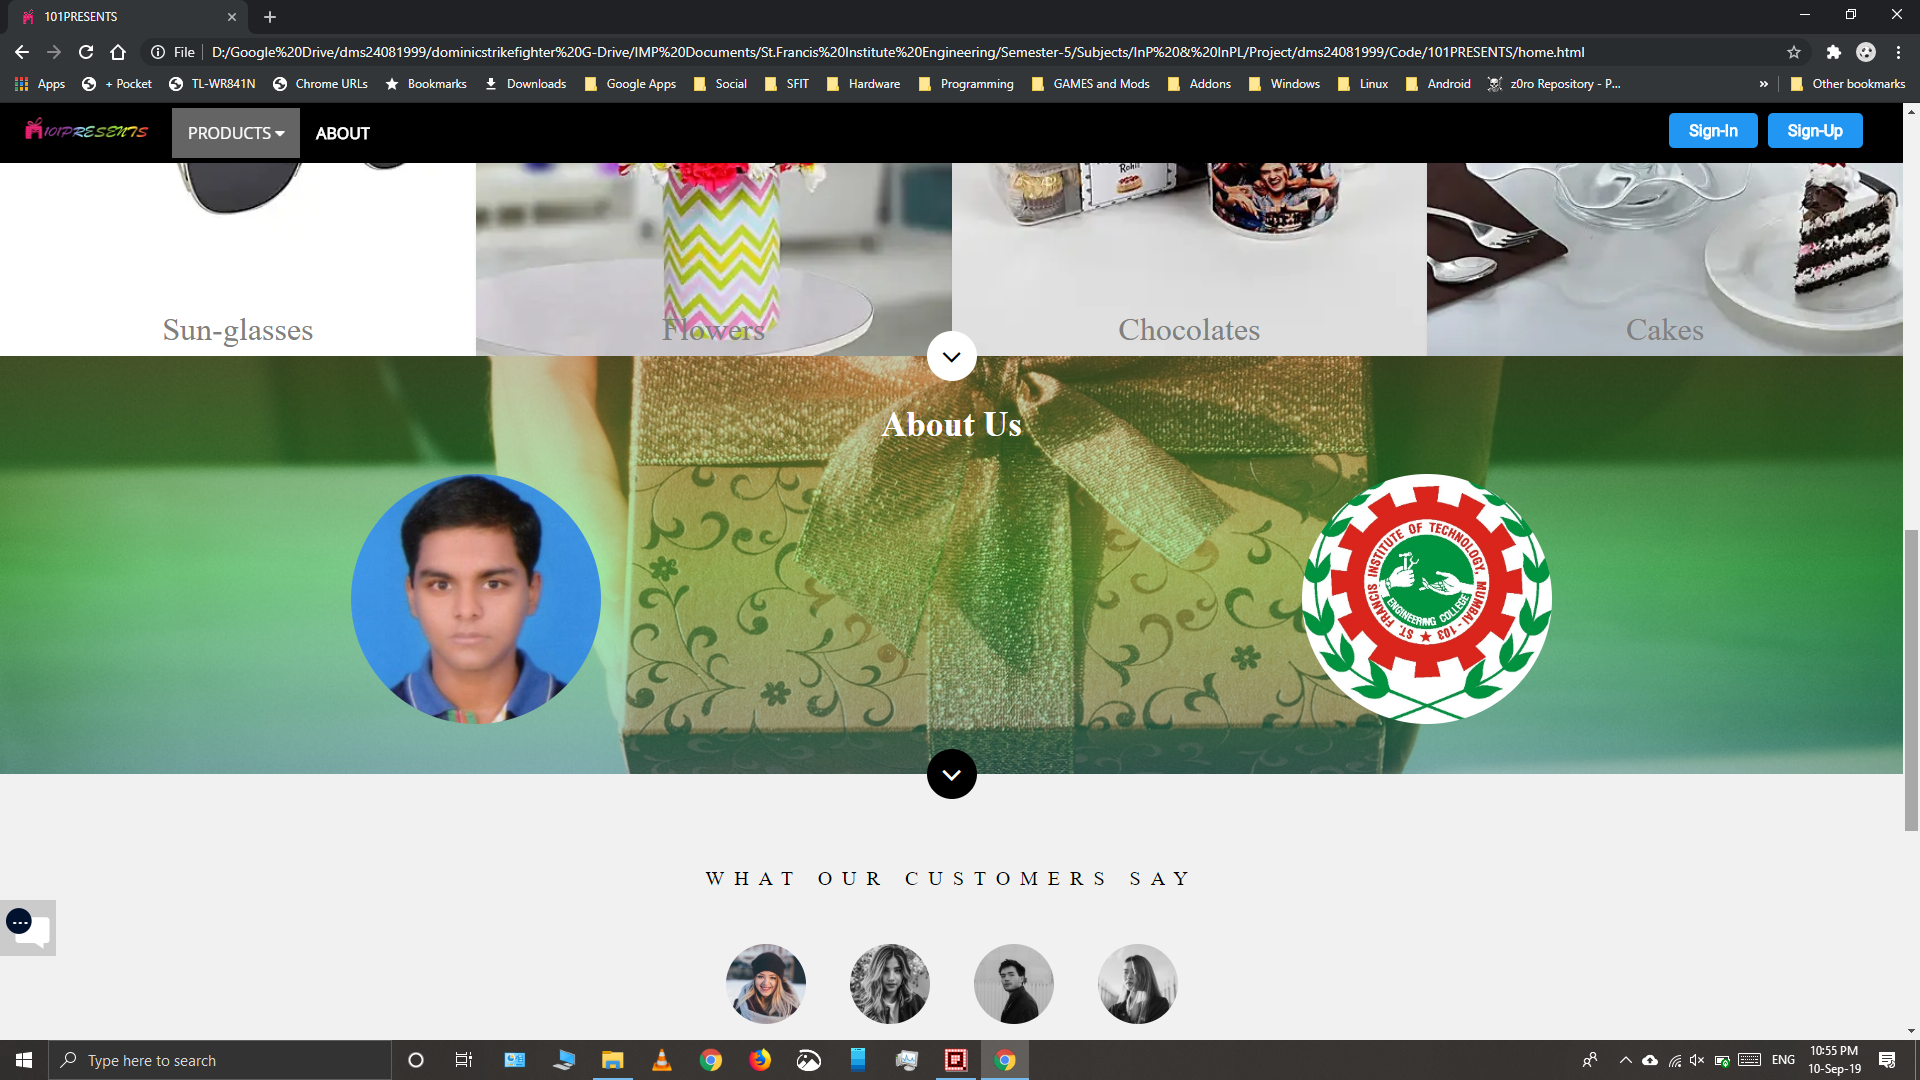 101PRESENTS
File
D:/Google%20Drive/dms24081999/dominicstrikefighter%20G-Drive/IMP%20Documents/St.Francis%20Institute%20Engineering/Semester-5/Subjects/InP%20&%20InPL/Project/dms24081999/Code/101PRESENTS/home.html
Apps + Pocket TL-WR841N Chrome URLs Bookmarks Downloads Google Apps Social SFIT Hardware Programming GAMES and Mods Addons Windows Linux Android z0ro Repository - P... » Other bookmarks
101PRESENTS PRODUCTS ABOUT Sign-In Sign-Up
Rohit
Sun-glasses Flowers Chocolates Cakes
About Us
ST. FRANCIS INSTITUTE OF TECHNOLOGY, MUMBAI - 103
ENGINEERING COLLEGE
WHAT OUR CUSTOMERS SAY
Type here to search
ENG
10:55 PM
10-Sep-19